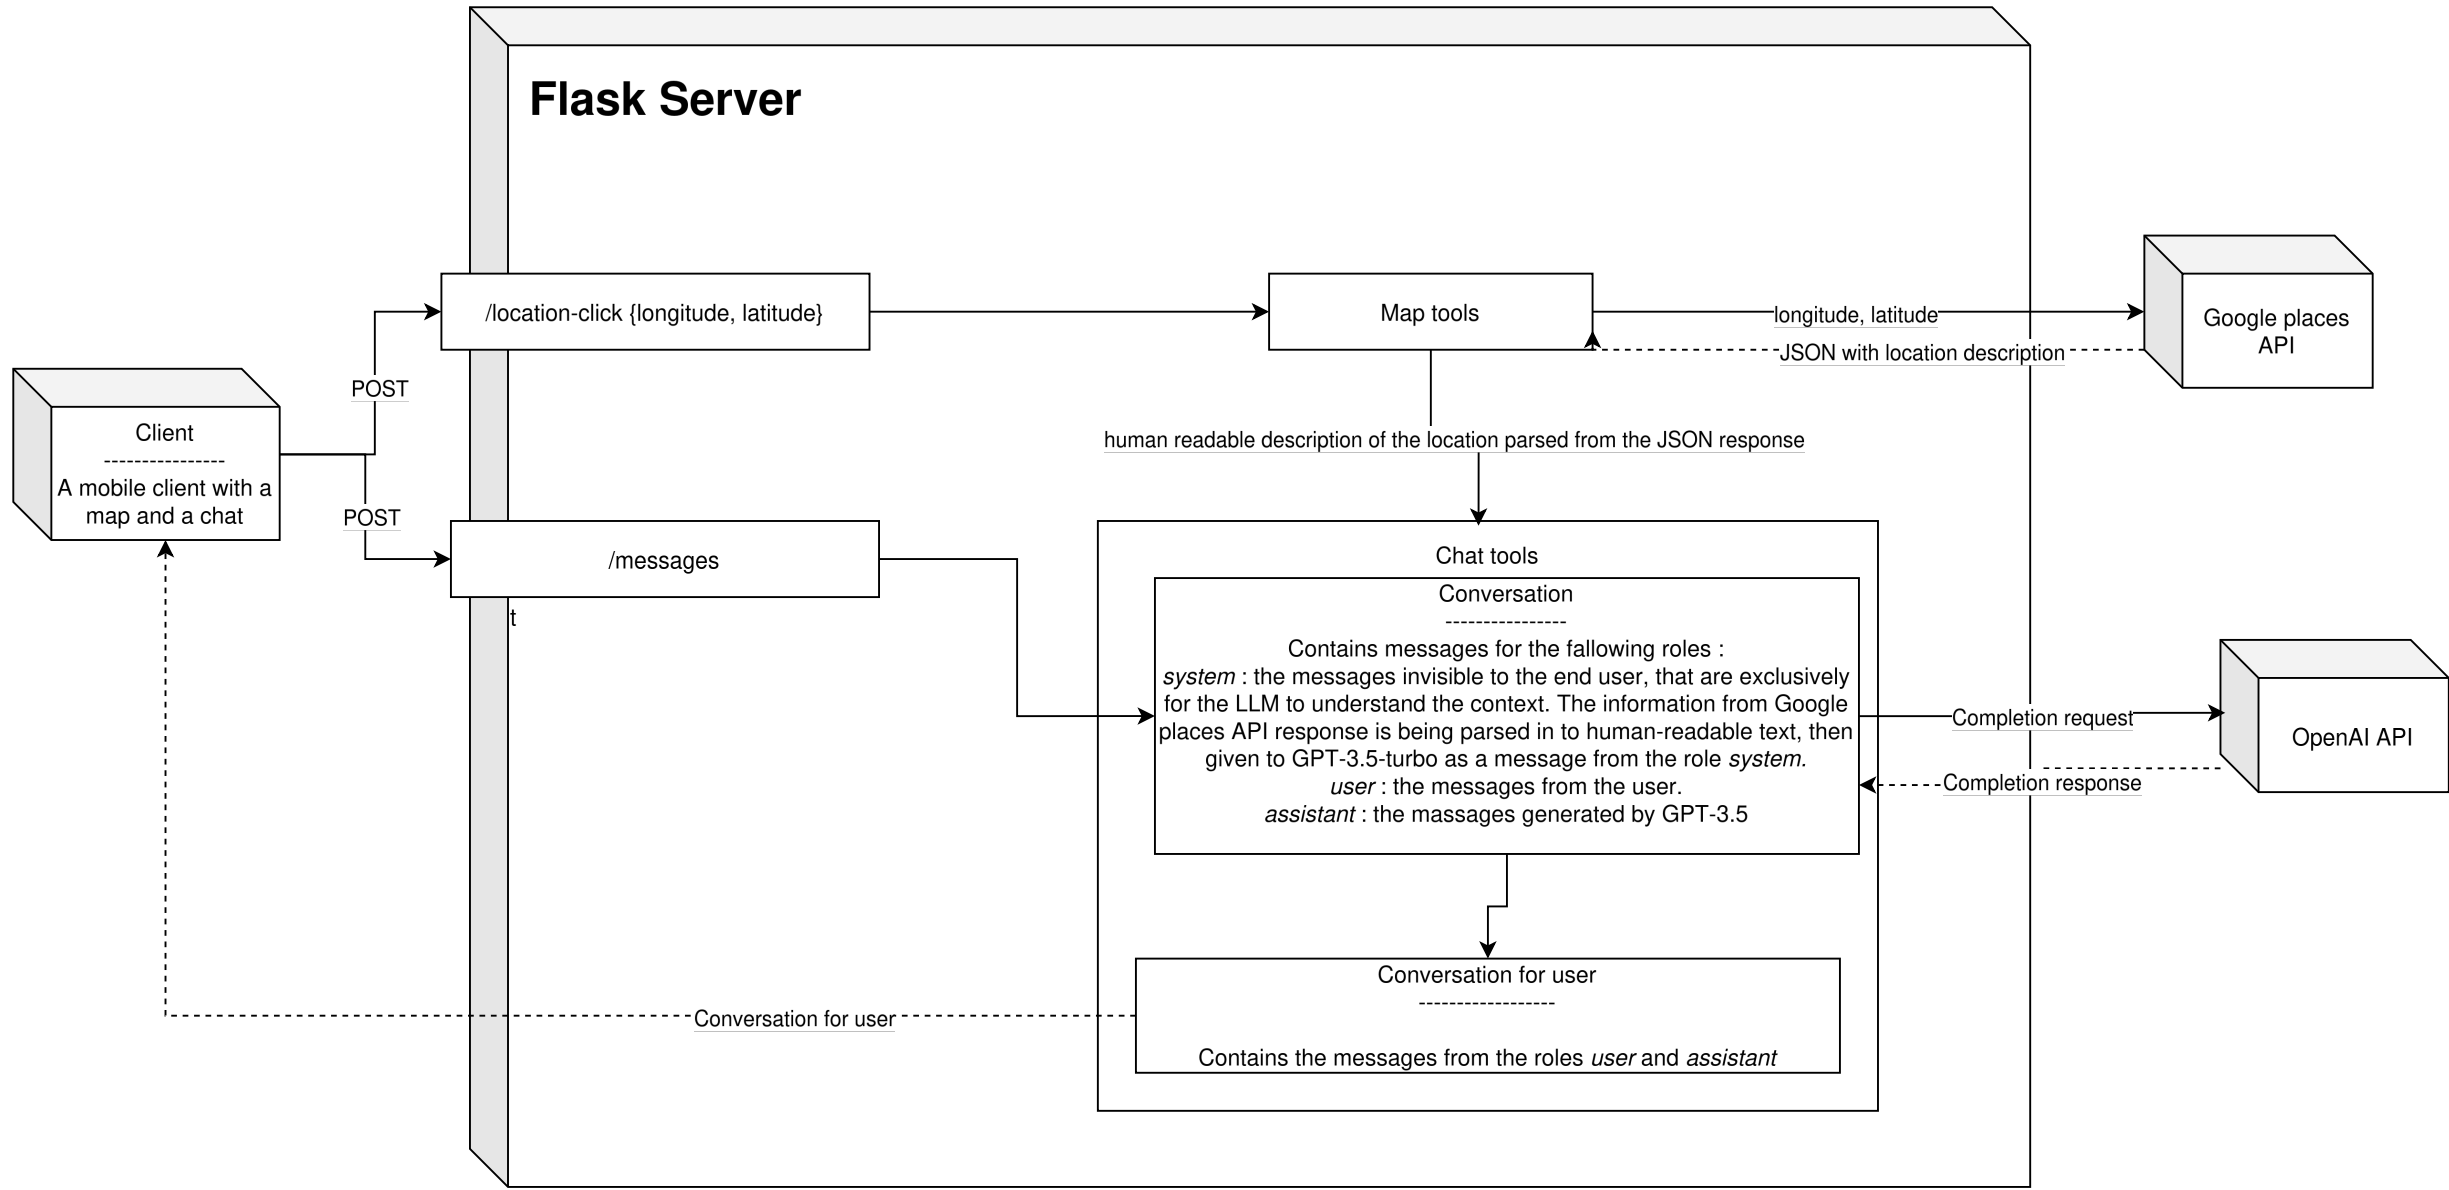 Flask Server
/location-click {longitude, latitude}
Map tools
longitude, latitude
Google places
API
JSON with location description
POST
Client
----------------
A mobile client with a
map and a chat
human readable description of the location parsed from the JSON response
POST
/messages
t
Chat tools
Conversation
----------------
Contains messages for the fallowing roles :
system : the messages invisible to the end user, that are exclusively
for the LLM to understand the context. The information from Google
places API response is being parsed in to human-readable text, then
given to GPT-3.5-turbo as a message from the role system.
user : the messages from the user.
assistant : the massages generated by GPT-3.5
Completion request
OpenAI API
Completion response
Conversation for user
------------------
Contains the messages from the roles user and assistant
Conversation for user